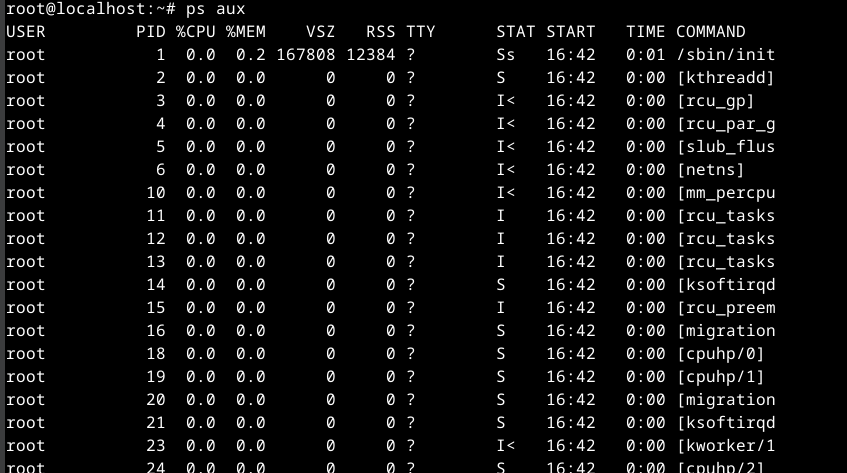 root@localhost:~# ps aux
USER PID %CPU %MEM VSZ RSS TTY STAT START TIME COMMAND
root 1 0.0 0.2 167808 12384 ? Ss 16:42 0:01 /sbin/init
root 2 0.0 0.0 0 0 ? S 16:42 0:00 [kthreadd]
root 3 0.0 0.0 0 0 ? I< 16:42 0:00 [rcu_gp]
root 4 0.0 0.0 0 0 ? I< 16:42 0:00 [rcu_par_g
root 5 0.0 0.0 0 0 ? I< 16:42 0:00 [slub_flus
root 6 0.0 0.0 0 0 ? I< 16:42 0:00 [netns]
root 10 0.0 0.0 0 0 ? I< 16:42 0:00 [mm_percpu
root 11 0.0 0.0 0 0 ? I 16:42 0:00 [rcu_tasks
root 12 0.0 0.0 0 0 ? I 16:42 0:00 [rcu_tasks
root 13 0.0 0.0 0 0 ? I 16:42 0:00 [rcu_tasks
root 14 0.0 0.0 0 0 ? S 16:42 0:00 [ksoftirqd
root 15 0.0 0.0 0 0 ? I 16:42 0:00 [rcu_preem
root 16 0.0 0.0 0 0 ? S 16:42 0:00 [migration
root 18 0.0 0.0 0 0 ? S 16:42 0:00 [cpuhp/0]
root 19 0.0 0.0 0 0 ? S 16:42 0:00 [cpuhp/1]
root 20 0.0 0.0 0 0 ? S 16:42 0:00 [migration
root 21 0.0 0.0 0 0 ? S 16:42 0:00 [ksoftirqd
root 23 0.0 0.0 0 0 ? I< 16:42 0:00 [kworker/1
root 24 0.0 0.0 0 0 ? S 16:42 0:00 [cpuhp/2]